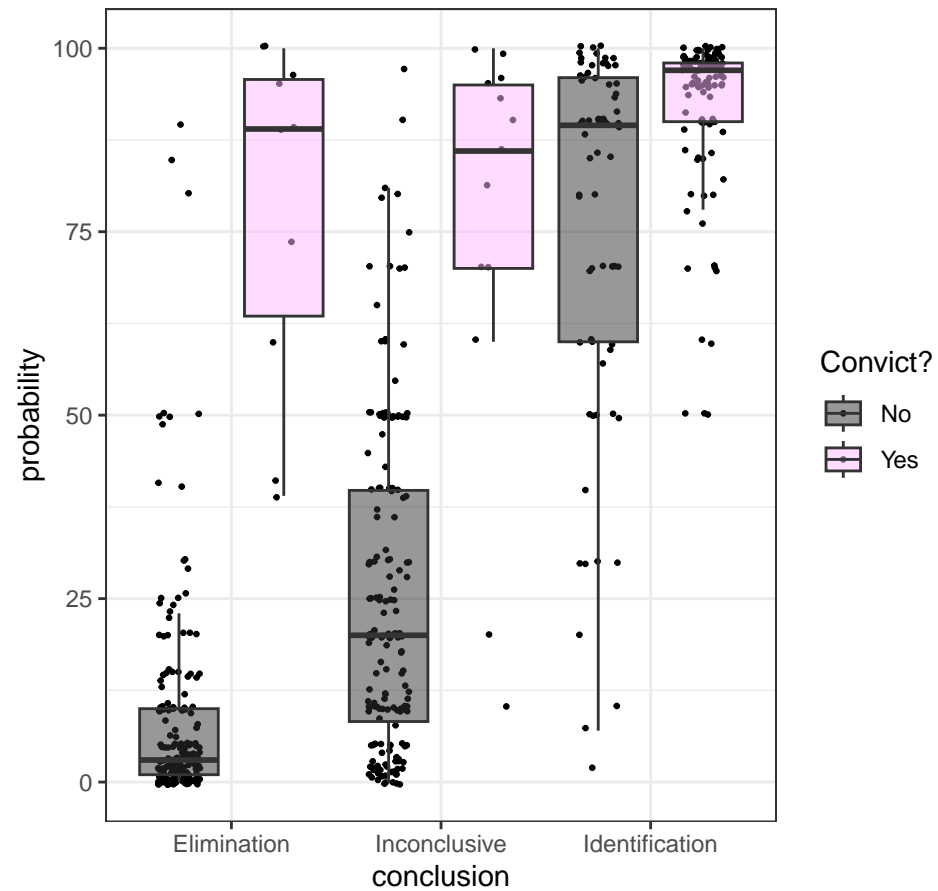 100
75
50
25
0
probability
Elimination
Inconclusive
Identification
conclusion
Convict?
No
Yes